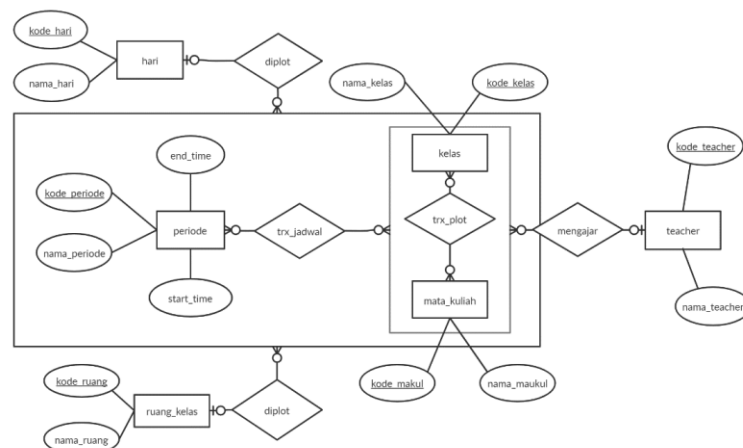 kode_hari
hari
diplot
nama_hari
nama_kelas
kode_kelas
end_time
kelas
kode_teacher
kode_periode
periode
trx_jadwal
trx_plot
mengajar
teacher
nama_periode
start_time
mata_kuliah
nama_teacher
kode_ruang
kode_makul
nama_maukul
ruang_kelas
diplot
nama_ruang